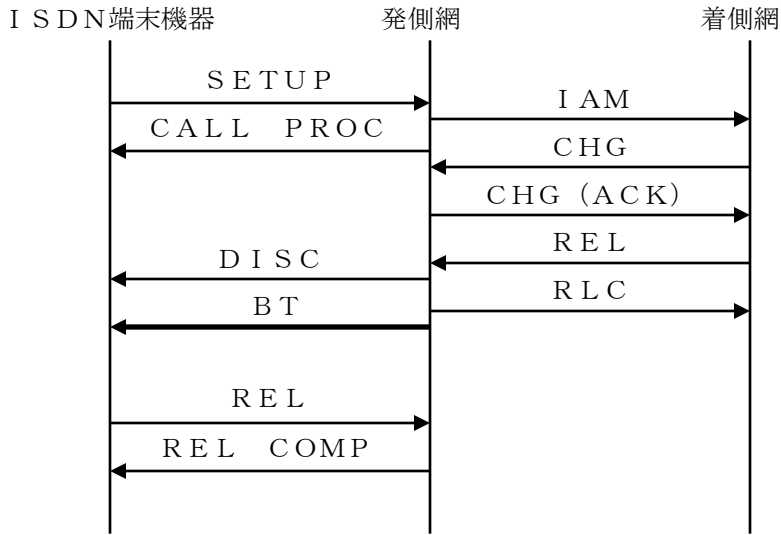 ＩＳＤＮ端末機器 発側網 着側網
ＳＥＴＵＰ
ＩＡＭ
ＣＡＬＬ　ＰＲＯＣ
ＣＨＧ
ＣＨＧ（ＡＣＫ）
ＲＥＬ
ＤＩＳＣ
ＲＬＣ
ＢＴ
ＲＥＬ
ＲＥＬ　ＣＯＭＰ